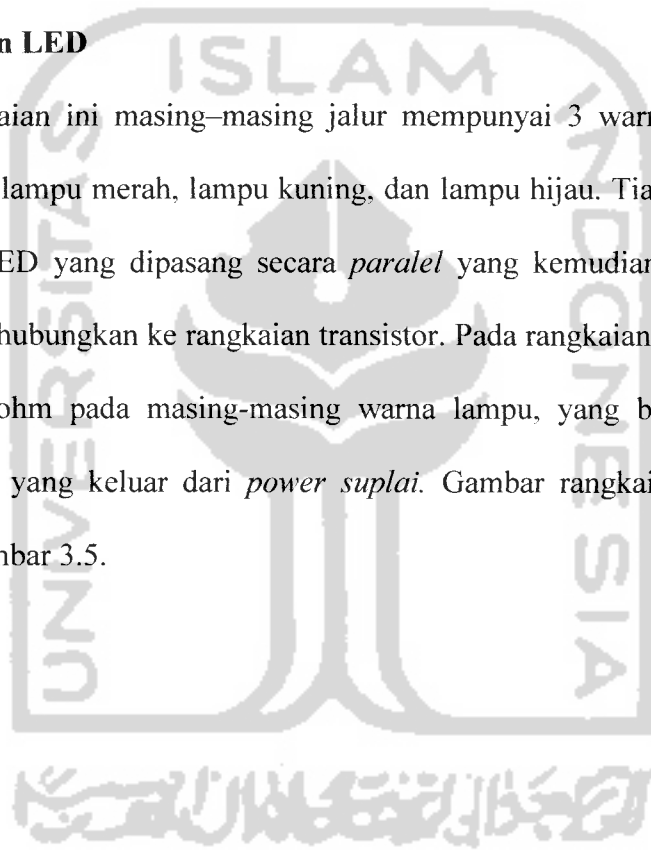 n LED
ISLAM
aian ini masing–masing jalur mempunyai 3 warn
lampu merah, lampu kuning, dan lampu hijau. Tia
ED yang dipasang secara paralel yang kemudian
hubungkan ke rangkaian transistor. Pada rangkaian
ohm pada masing-masing warna lampu, yang b
yang keluar dari power suplai. Gambar rangkai
nbar 3.5.
UNIVERSITAS
INDONESIA